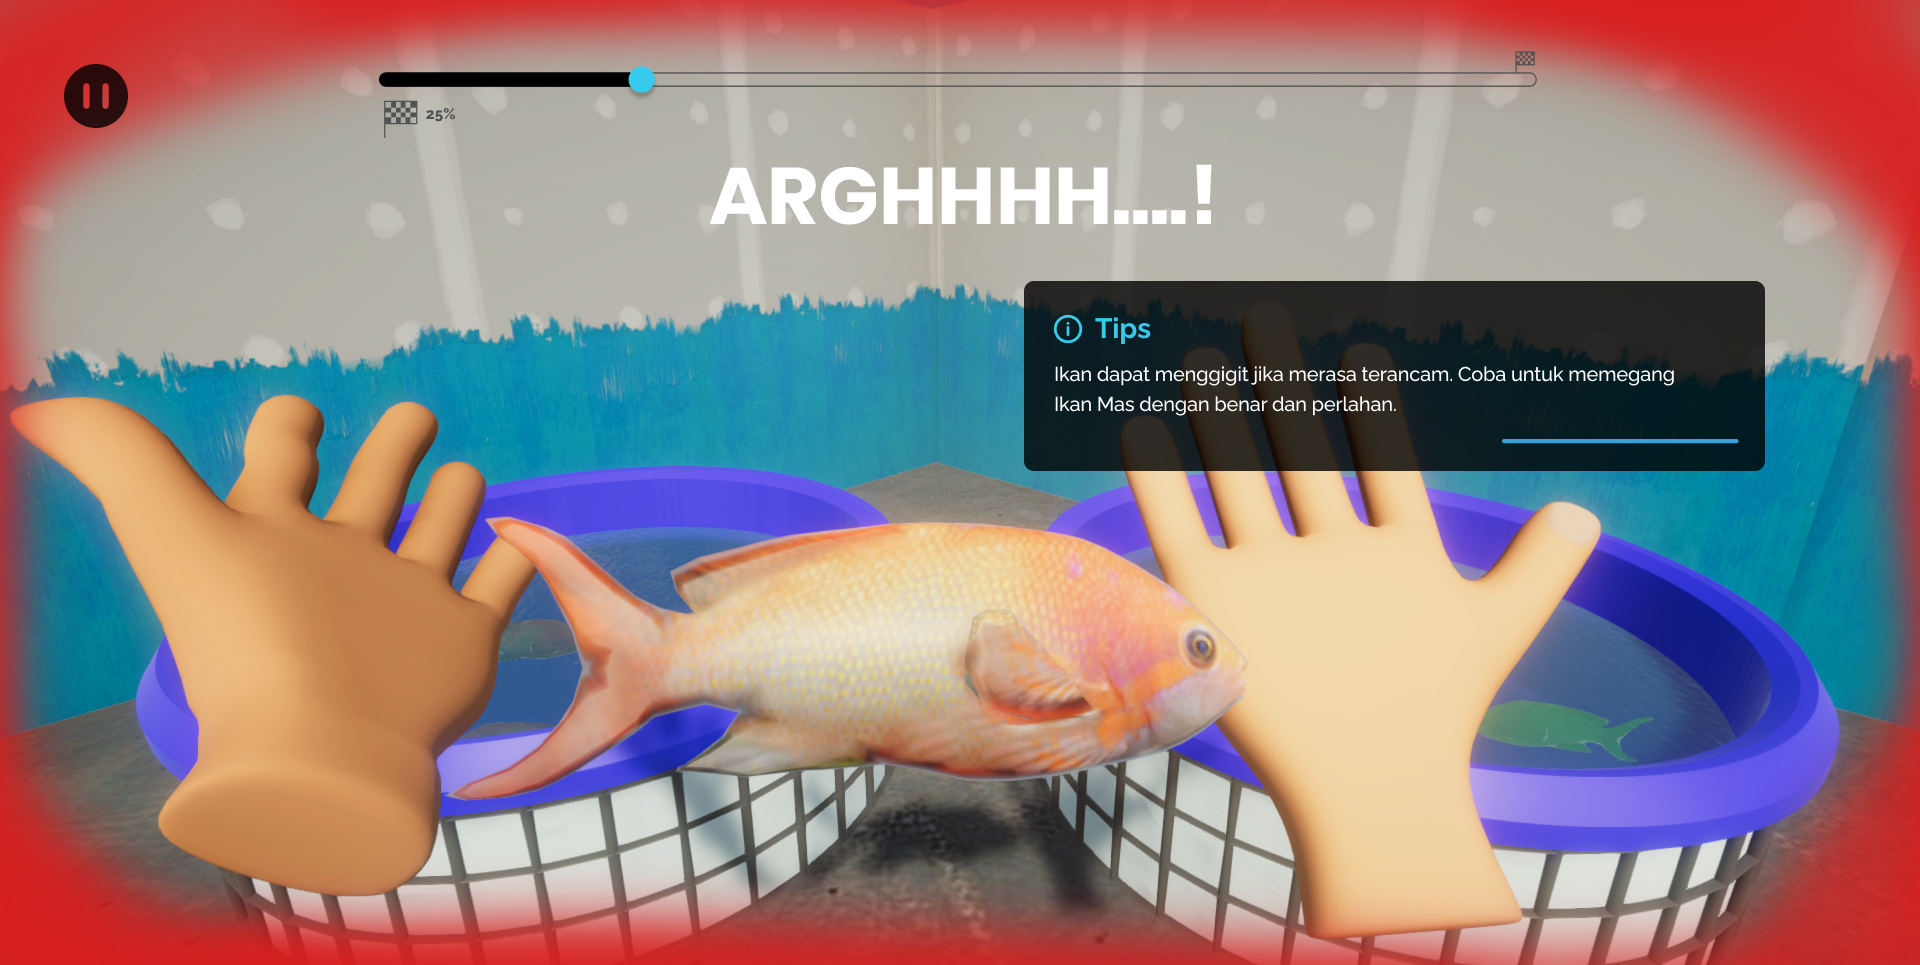 25%
ARGHHHH....!
Tips
Ikan dapat menggigit jika merasa terancam. Coba untuk memegang
Ikan Mas dengan benar dan perlahan.